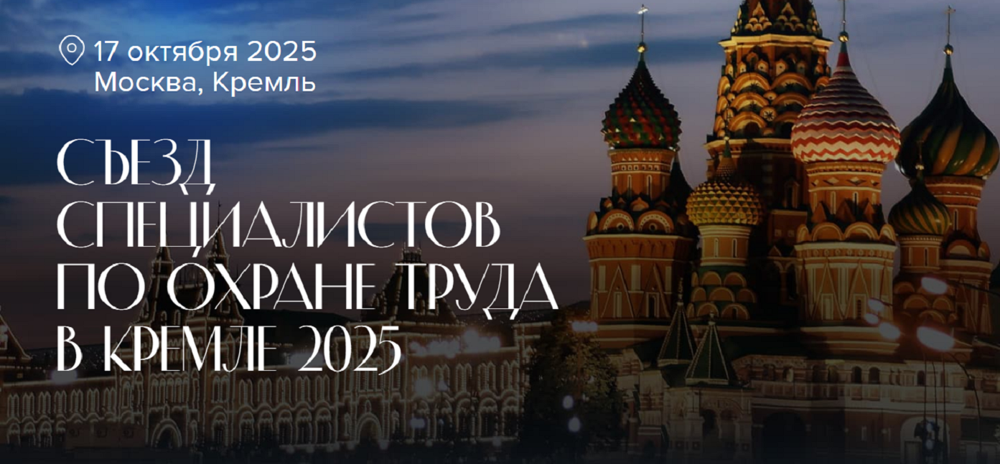 17 октября 2025
Москва, Кремль
СЪЕЗД
СПЕЦИАЛИСТОВ
ПО ОХРАНЕ ТРУДА
В КРЕМЛЕ 2025